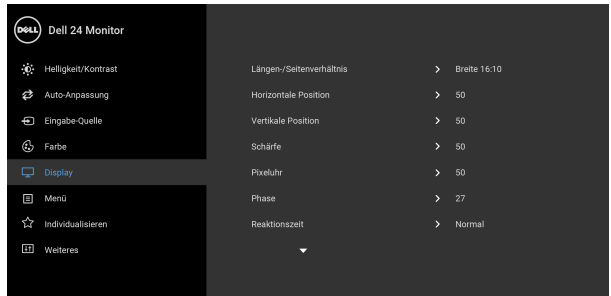 DELL Dell 24 Monitor
Helligkeit/Kontrast
Auto-Anpassung
Eingabe-Quelle
Farbe
Display
Menü
Individualisieren
Weiteres
Längen-/Seitenverhältnis > Breite 16:10
Horizontale Position > 50
Vertikale Position > 50
Schärfe > 50
Pixeluhr > 50
Phase > 27
Reaktionszeit > Normal